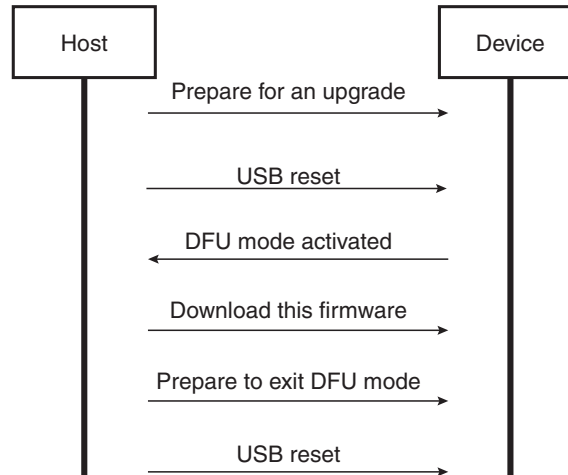 Host
Device
Prepare for an upgrade
USB reset
DFU mode activated
Download this firmware
Prepare to exit DFU mode
USB reset